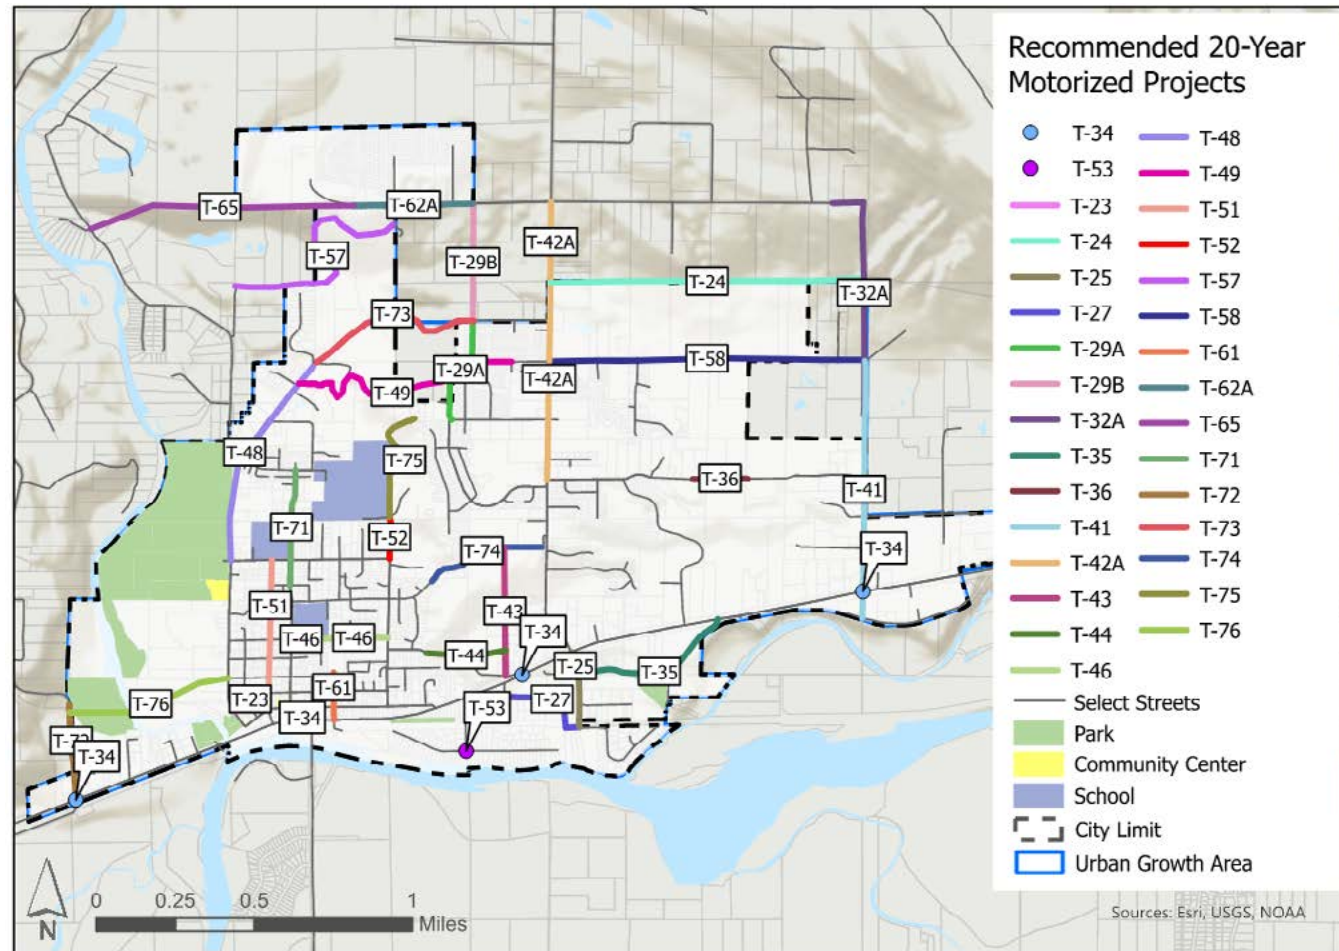 Recommended 20-Year
Motorized Projects
T-34
T-53
T-23
T-24
T-25
T-27
T-29A
T-29B
T-32A
T-35
T-36
T-41
T-42A
T-43
T-44
T-46
T-48
T-49
T-51
T-52
T-57
T-58
T-61
T-62A
T-65
T-71
T-72
T-73
T-74
T-75
T-76
Select Streets
Park
Community Center
School
City Limit
Urban Growth Area
Sources: Esri, USGS, NOAA
T-65
T-62A
T-57
T-29B
T-42A
T-24
T-32A
T-73
T-29A
T-49
T-42A
T-58
T-48
T-75
T-36
T-41
T-71
T-52
T-74
T-34
T-51
T-43
T-46
T-46
T-34
T-44
T-25
T-35
T-23
T-61
T-76
T-34
T-53
T-27
T-72
T-34
0 0.25 0.5 1
Miles
N